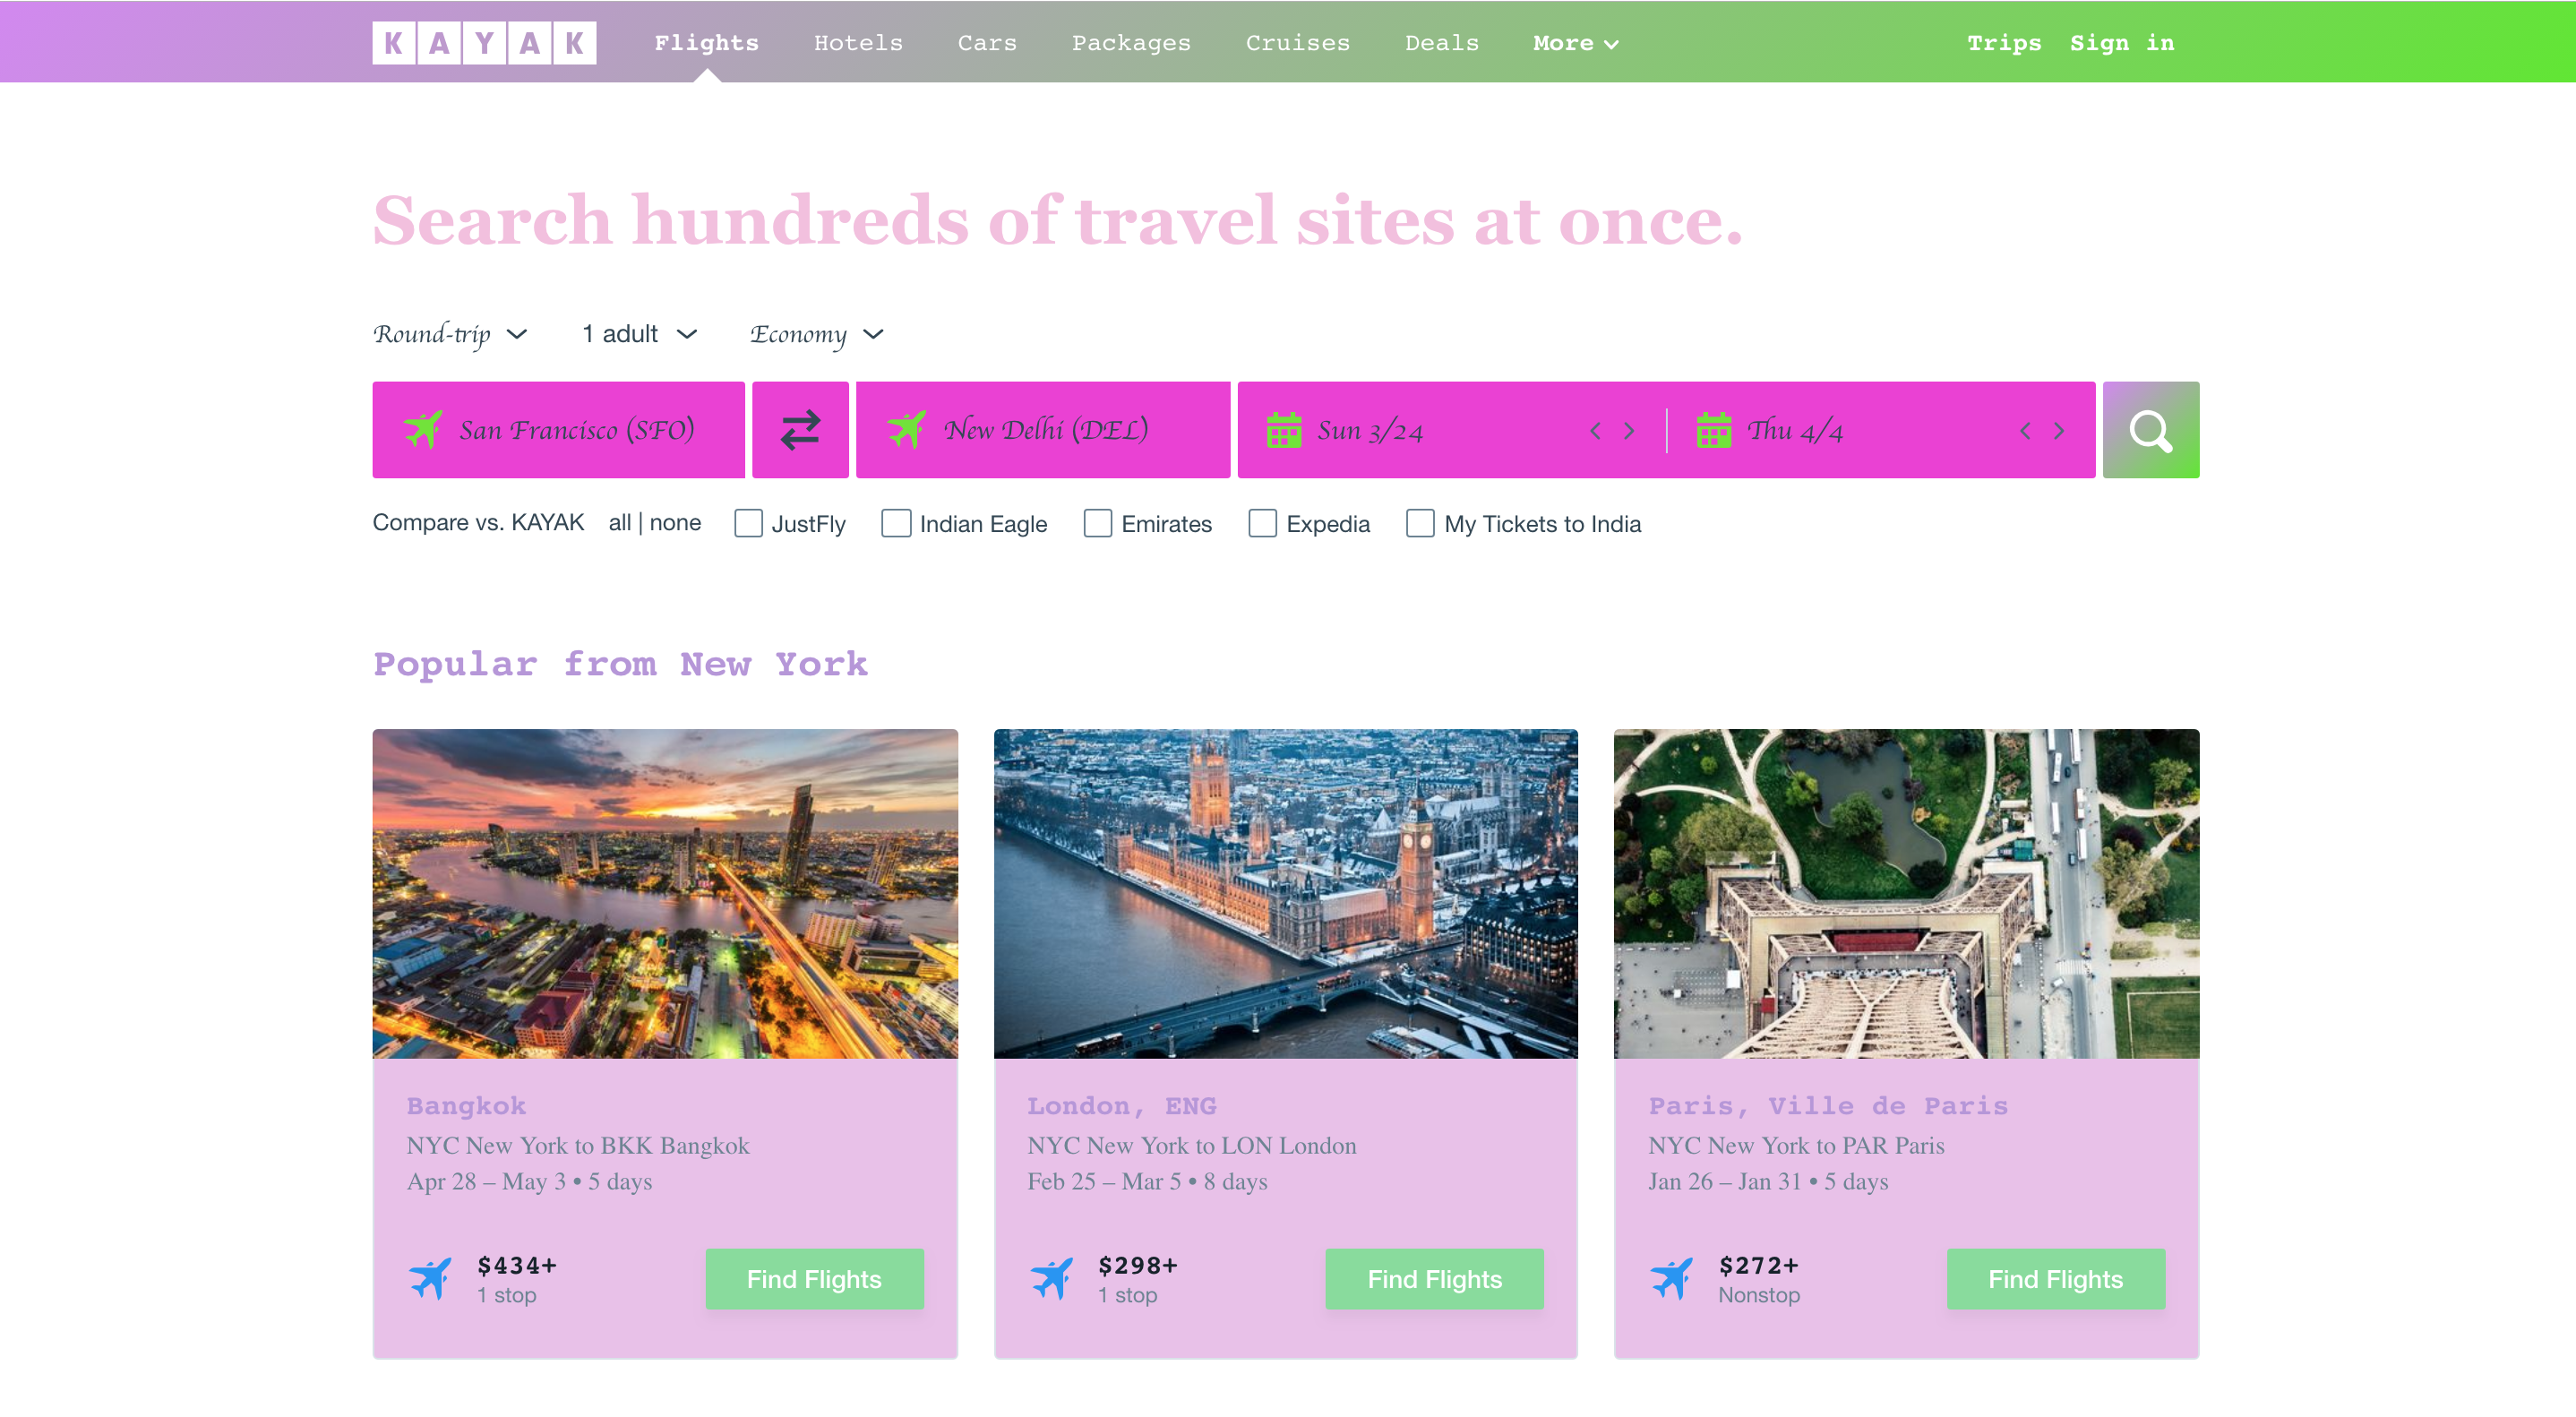 KAYAK Flights Hotels Cars Packages Cruises Deals More Trips Sign in
Search hundreds of travel sites at once.
Round-trip 1 adult Economy
San Francisco (SFO) New Delhi (DEL) Sun 3/24 Thu 4/4
Compare vs. KAYAK all | none JustFly Indian Eagle Emirates Expedia My Tickets to India
Popular from New York
Bangkok
NYC New York to BKK Bangkok
Apr 28 – May 3 • 5 days
$434+
1 stop
Find Flights
London, ENG
NYC New York to LON London
Feb 25 – Mar 5 • 8 days
$298+
1 stop
Find Flights
Paris, Ville de Paris
NYC New York to PAR Paris
Jan 26 – Jan 31 • 5 days
$272+
Nonstop
Find Flights